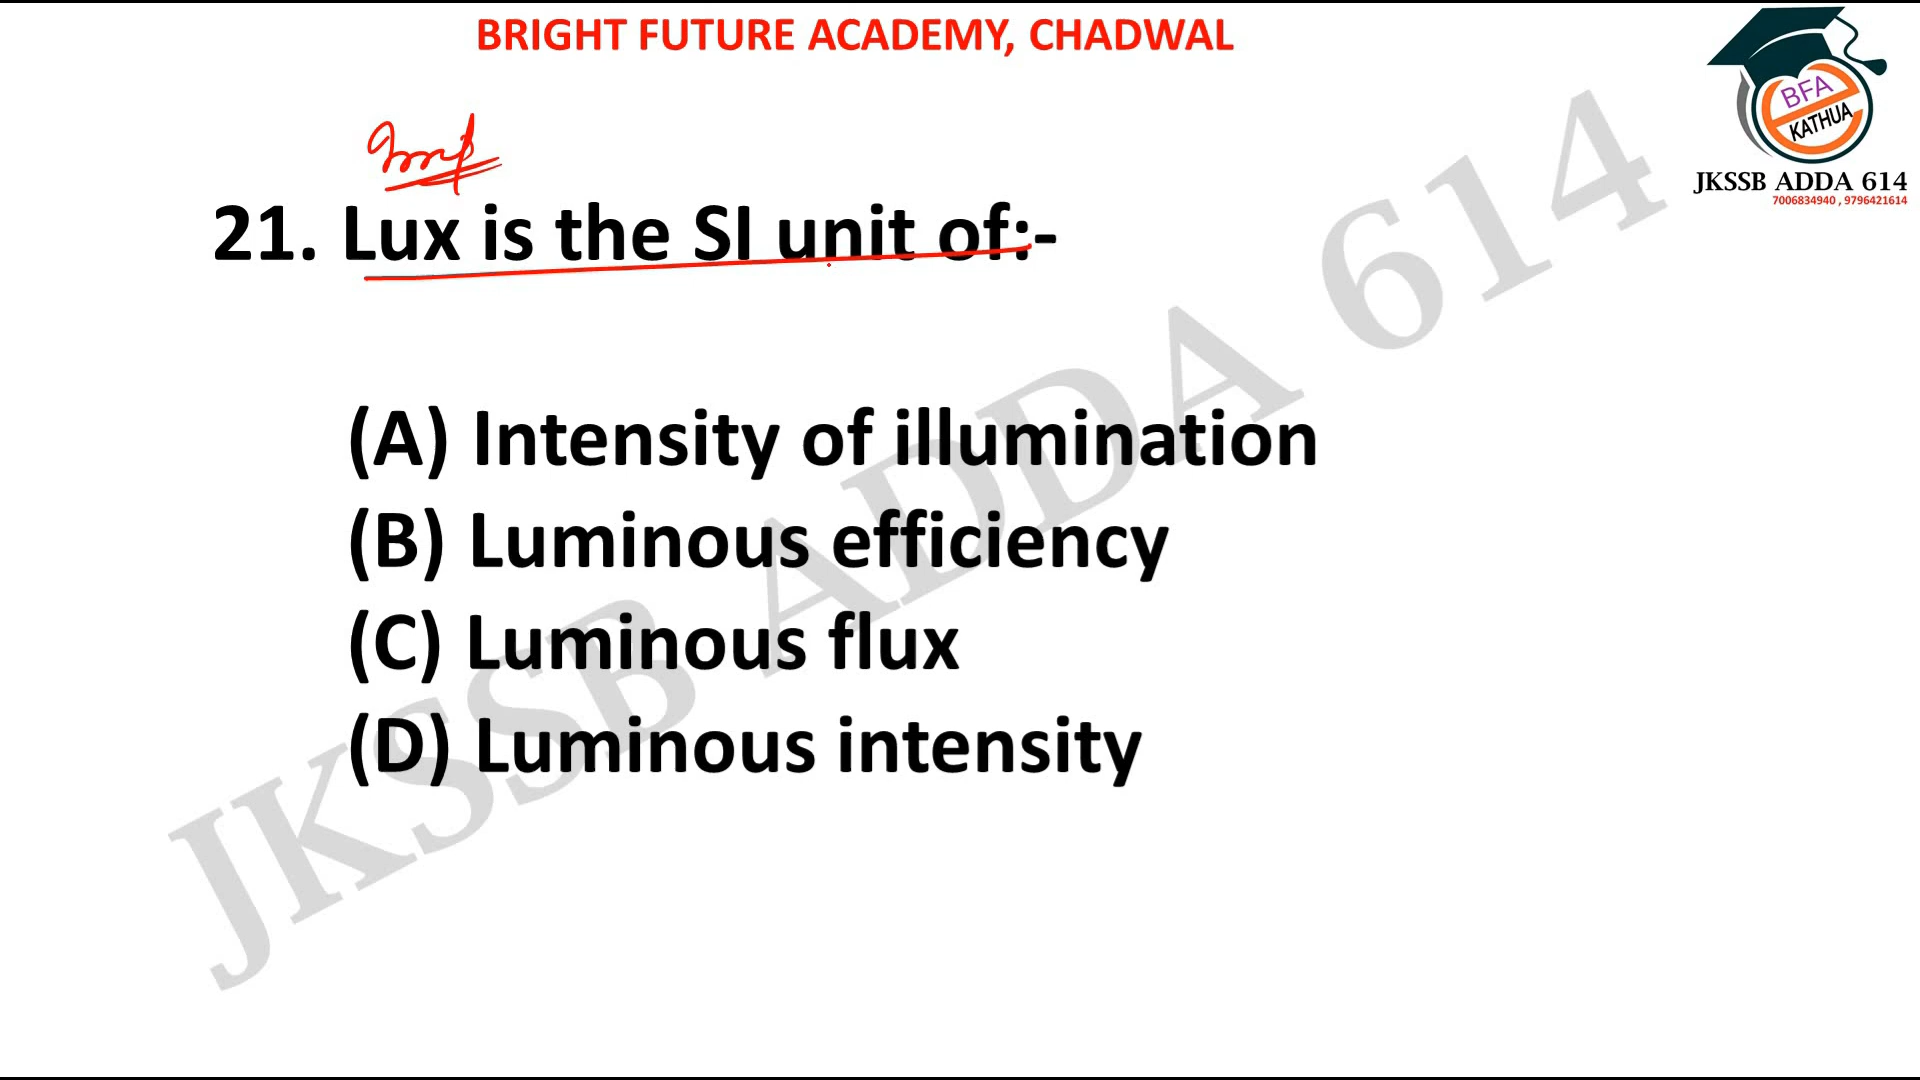 BRIGHT FUTURE ACADEMY, CHADWAL
BFA
KATHUA
JKSSB ADDA 614
7006834940 , 9796421614
Imp
21. Lux is the SI unit of:-
(A) Intensity of illumination
(B) Luminous efficiency
(C) Luminous flux
(D) Luminous intensity
JKSSB ADDA 614